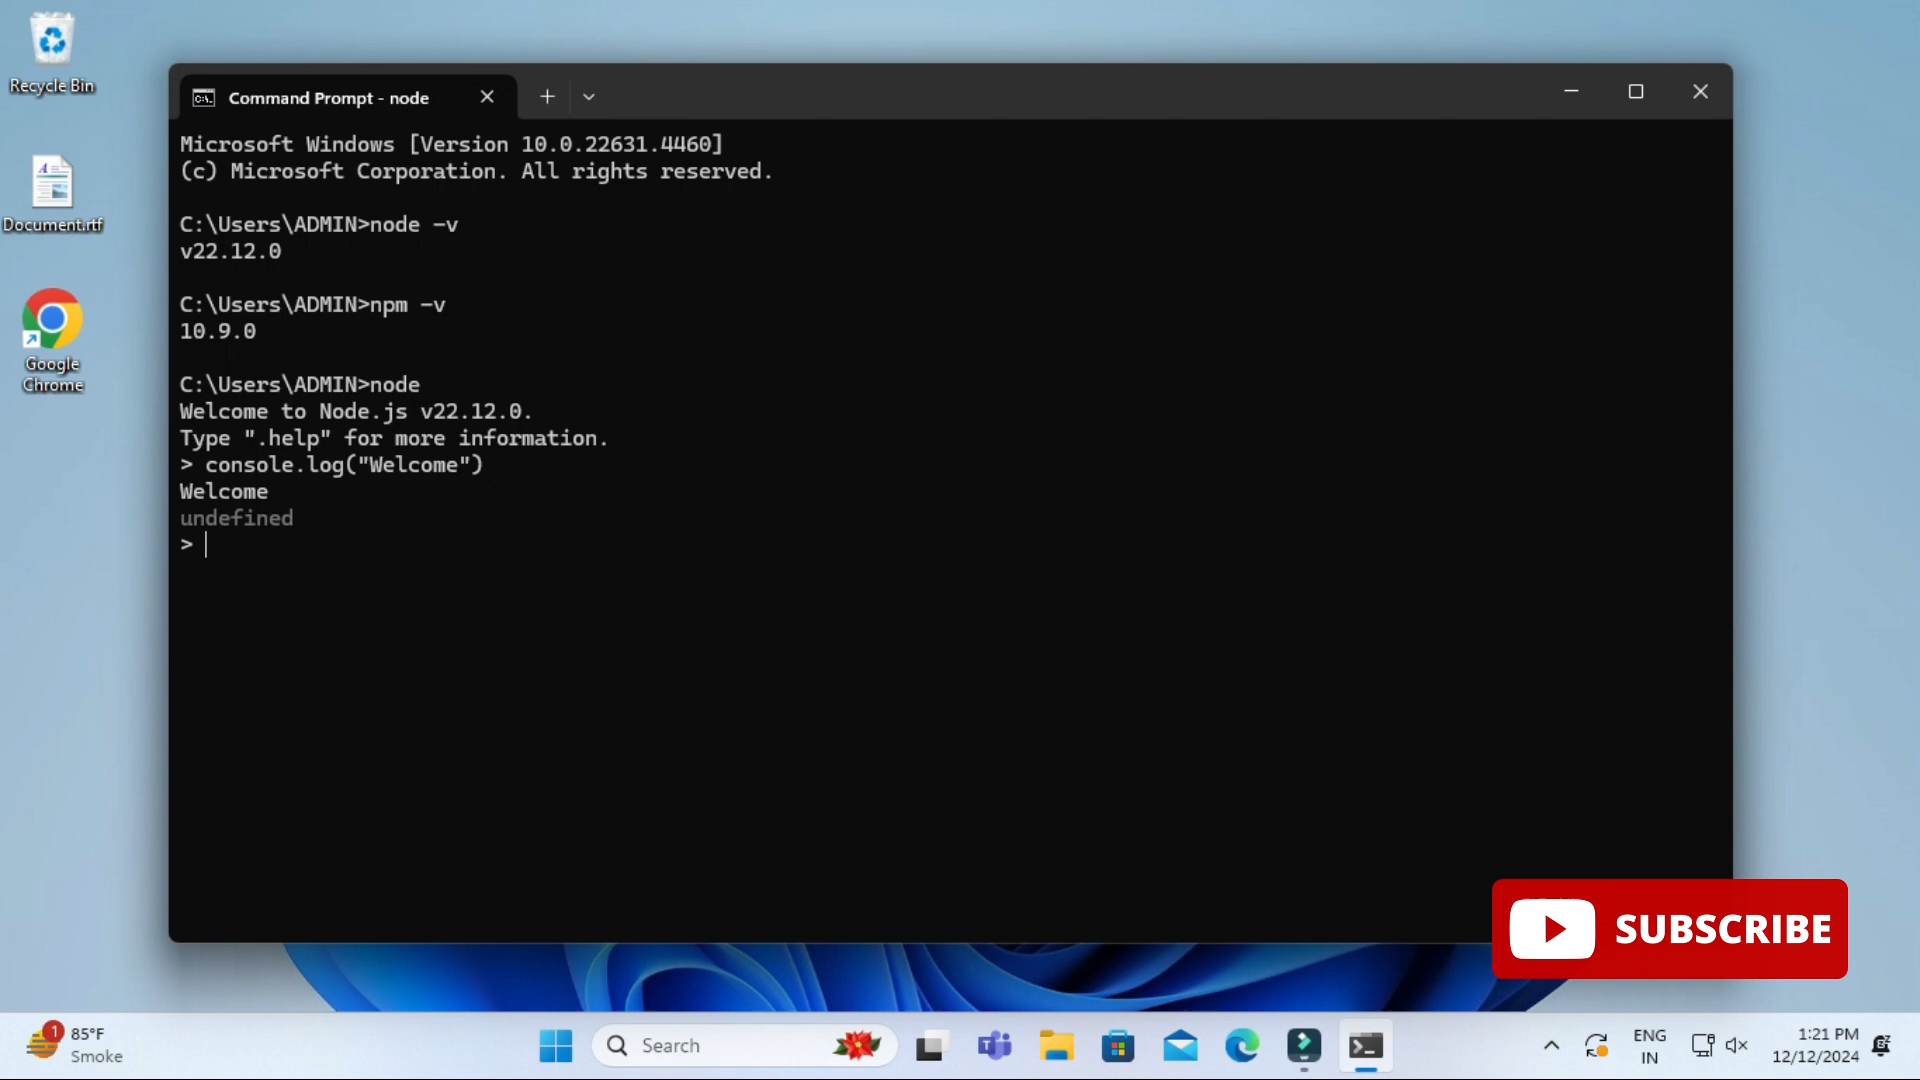 Recycle Bin
Document.rtf
Google
Chrome
Command Prompt - node
Microsoft Windows [Version 10.0.22631.4460]
(c) Microsoft Corporation. All rights reserved.
C:\Users\ADMIN>node -v
v22.12.0
C:\Users\ADMIN>npm -v
10.9.0
C:\Users\ADMIN>node
Welcome to Node.js v22.12.0.
Type ".help" for more information.
> console.log("Welcome")
Welcome
undefined
>
SUBSCRIBE
1
85°F
Smoke
Search
ENG
IN
1:21 PM
12/12/2024